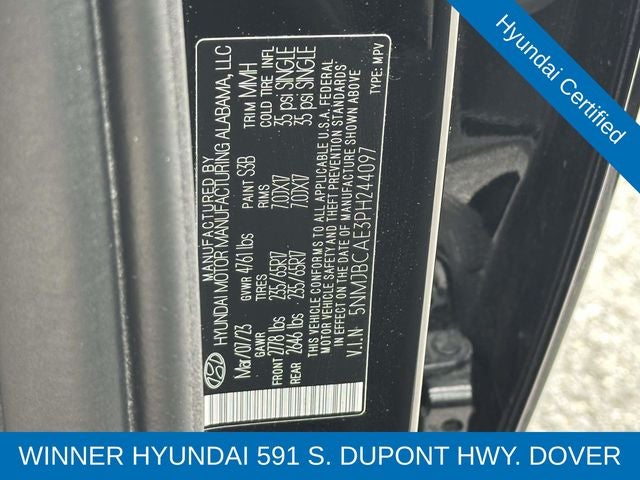 Hyundai Certified
MANUFACTURED BY
HYUNDAI MOTOR MANUFACTURING ALABAMA, LLC
Mar/07/23 GVWR 4761 lbs PAINT S3B TRIM MMH
GAWR TIRES RIMS COLD TIRE INFL
FRONT 2778 lbs 235/65R17 7.0JX17 35 psi SINGLE
REAR 2646 lbs 235/65R17 7.0JX17 35 psi SINGLE
THIS VEHICLE CONFORMS TO ALL APPLICABLE U.S.A. FEDERAL
MOTOR VEHICLE SAFETY AND THEFT PREVENTION STANDARDS
IN EFFECT ON THE DATE OF MANUFACTURE SHOWN ABOVE
V.I.N: 5NMJBCAE3PH244097 TYPE: MPV
WINNER HYUNDAI 591 S. DUPONT HWY. DOVER